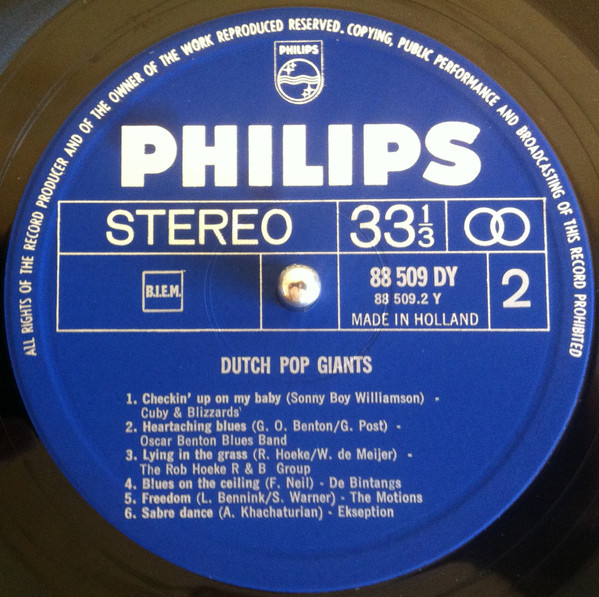 ALL RIGHTS OF THE RECORD PRODUCER AND OF THE OWNER OF THE WORK REPRODUCED RESERVED. COPYING, PUBLIC PERFORMANCE AND BROADCASTING OF THIS RECORD PROHIBITED
PHILIPS
PHILIPS
STEREO 33 1/3
B.I.E.M. 88 509 DY 2
88 509.2 Y
MADE IN HOLLAND
DUTCH POP GIANTS
1. Checkin' up on my baby (Sonny Boy Williamson) -
Cuby & Blizzards'
2. Heartaching blues (G. O. Benton/G. Post) -
Oscar Benton Blues Band
3. Lying in the grass (R. Hoeke/W. de Meijer) -
The Rob Hoeke R & B Group
4. Blues on the ceiling (F. Neil) - De Bintangs
5. Freedom (L. Bennink/S. Warner) - The Motions
6. Sabre dance (A. Khachaturian) - Ekseption